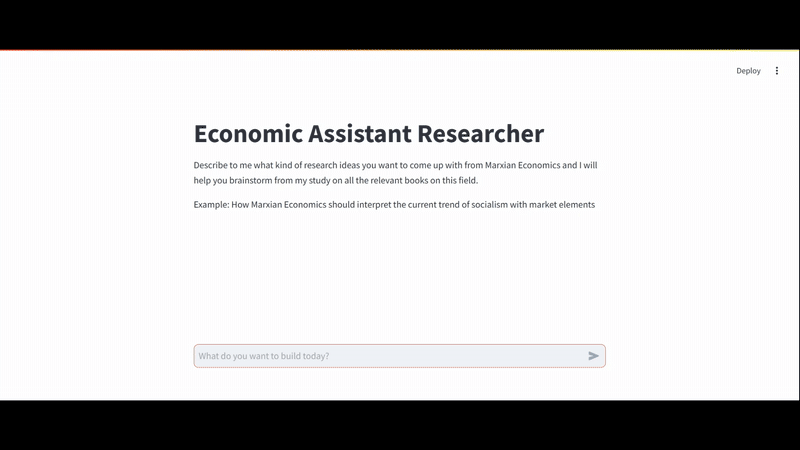 Deploy
Economic Assistant Researcher
Describe to me what kind of research ideas you want to come up with from Marxian Economics and I will
help you brainstorm from my study on all the relevant books on this field.
Example: How Marxian Economics should interpret the current trend of socialism with market elements
What do you want to build today?